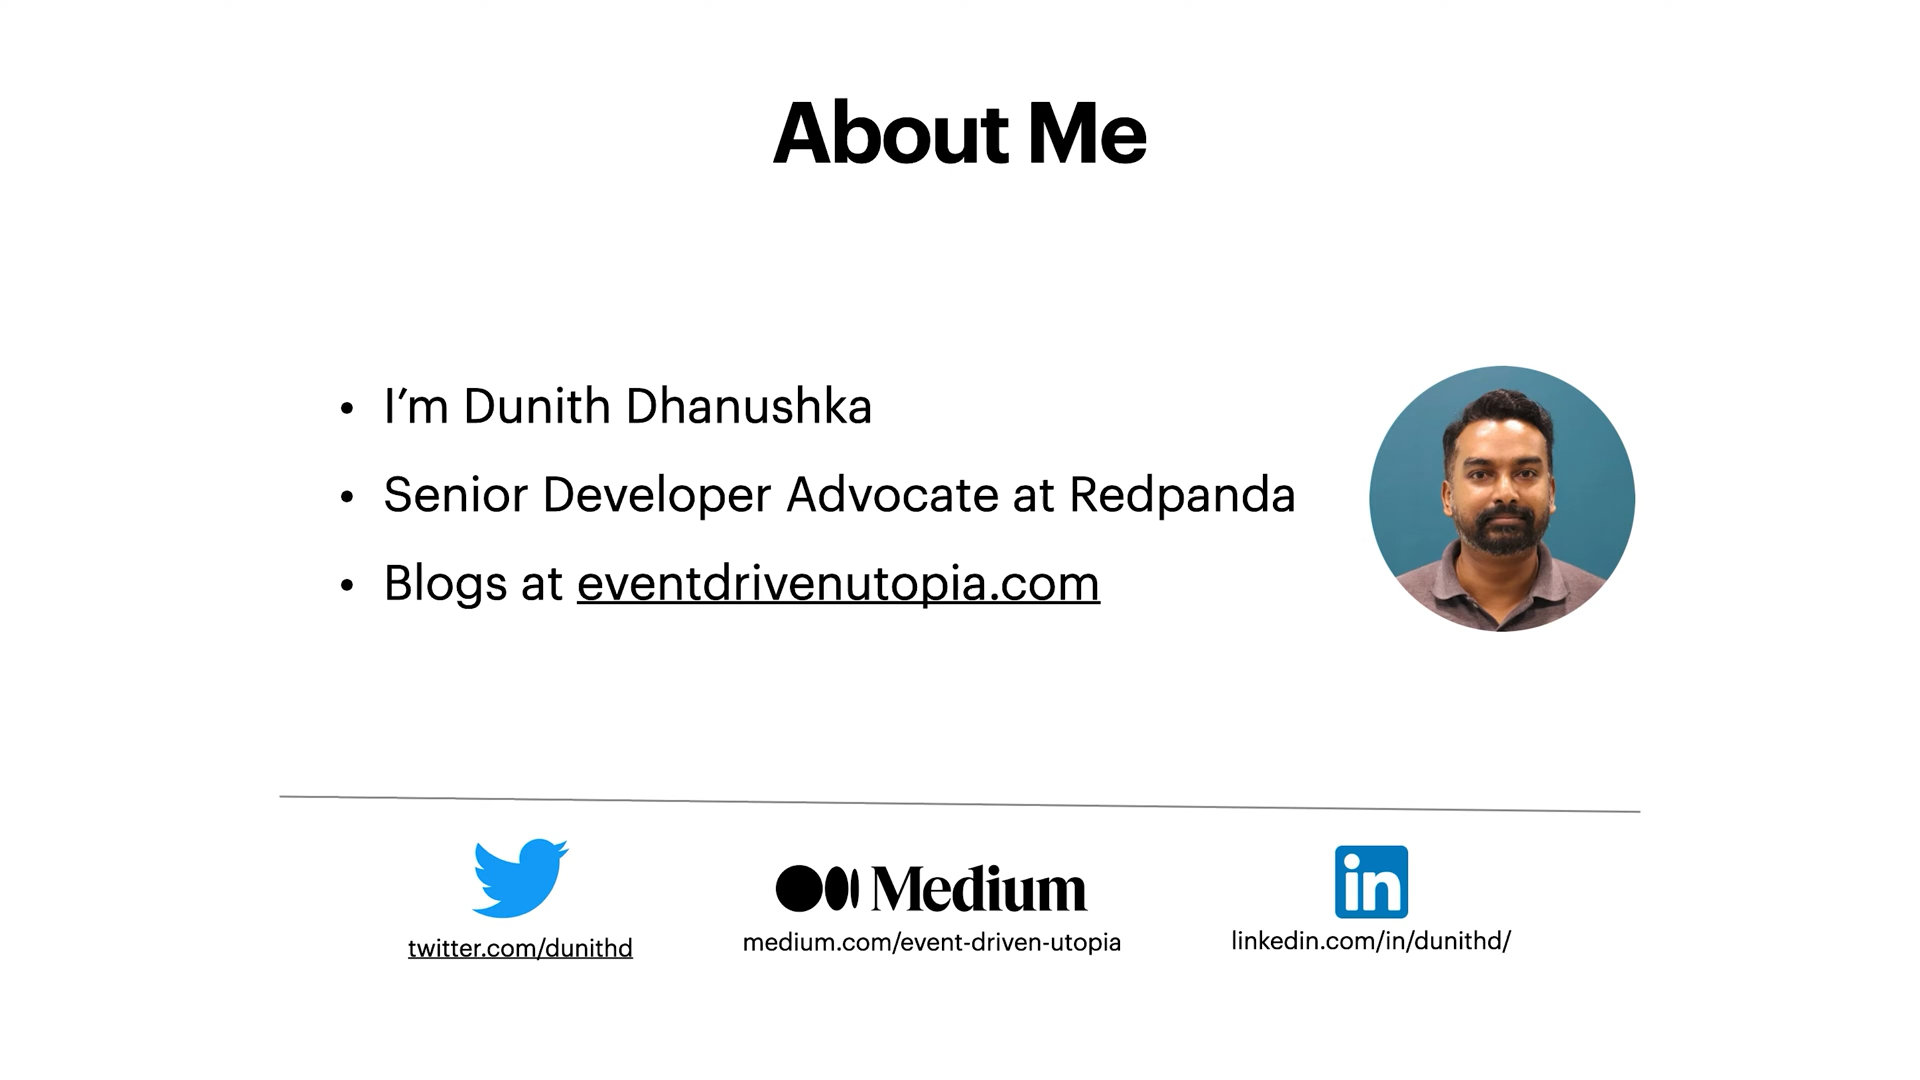 About Me
• I’m Dunith Dhanushka
• Senior Developer Advocate at Redpanda
• Blogs at eventdrivenutopia.com
Medium
in
twitter.com/dunithd
medium.com/event-driven-utopia
linkedin.com/in/dunithd/